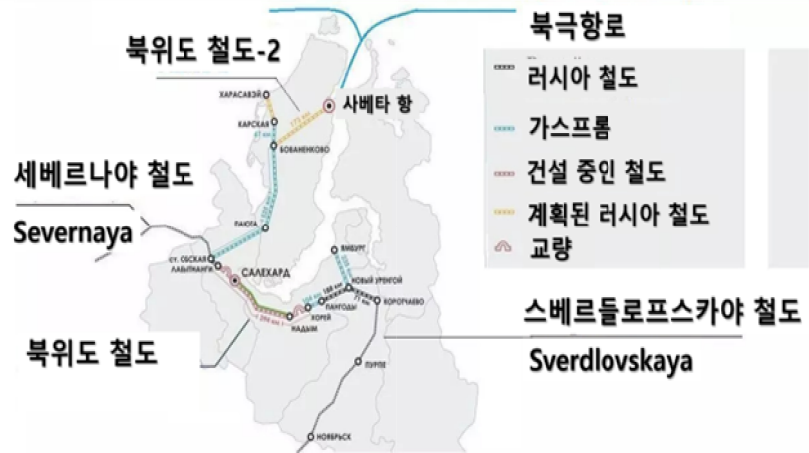 북위도 철도-2
북극항로
러시아 철도
가스프롬
건설 중인 철도
계획된 러시아 철도
교량
ХАРАСАВЭЙ
사베타 항
КАРСКАЯ
БОВАНЕНКОВО
세베르나야 철도
Severnaya
ПАЮТА
ст. ОБСКАЯ
ЛАБЫТНАНГИ
САЛЕХАРД
ЯМБУРГ
НОВЫЙ УРЕНГОЙ
КОРОТЧАЕВО
ПАНГОДЫ
ХОРЕЙ
НАДЫМ
스베르들로프스카야 철도
Sverdlovskaya
북위도 철도
ПУРПЕ
НОЯБРЬСК